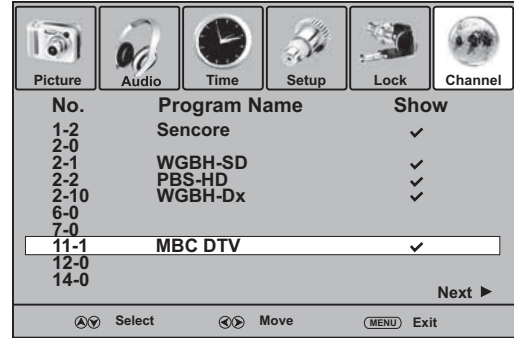 Picture Audio Time Setup Lock Channel
No. Program Name Show
1-2 Sencore ✓
2-0
2-1 WGBH-SD ✓
2-2 PBS-HD ✓
2-10 WGBH-Dx ✓
6-0
7-0
11-1 MBC DTV ✓
12-0
14-0
Next ►
Select Move MENU Exit